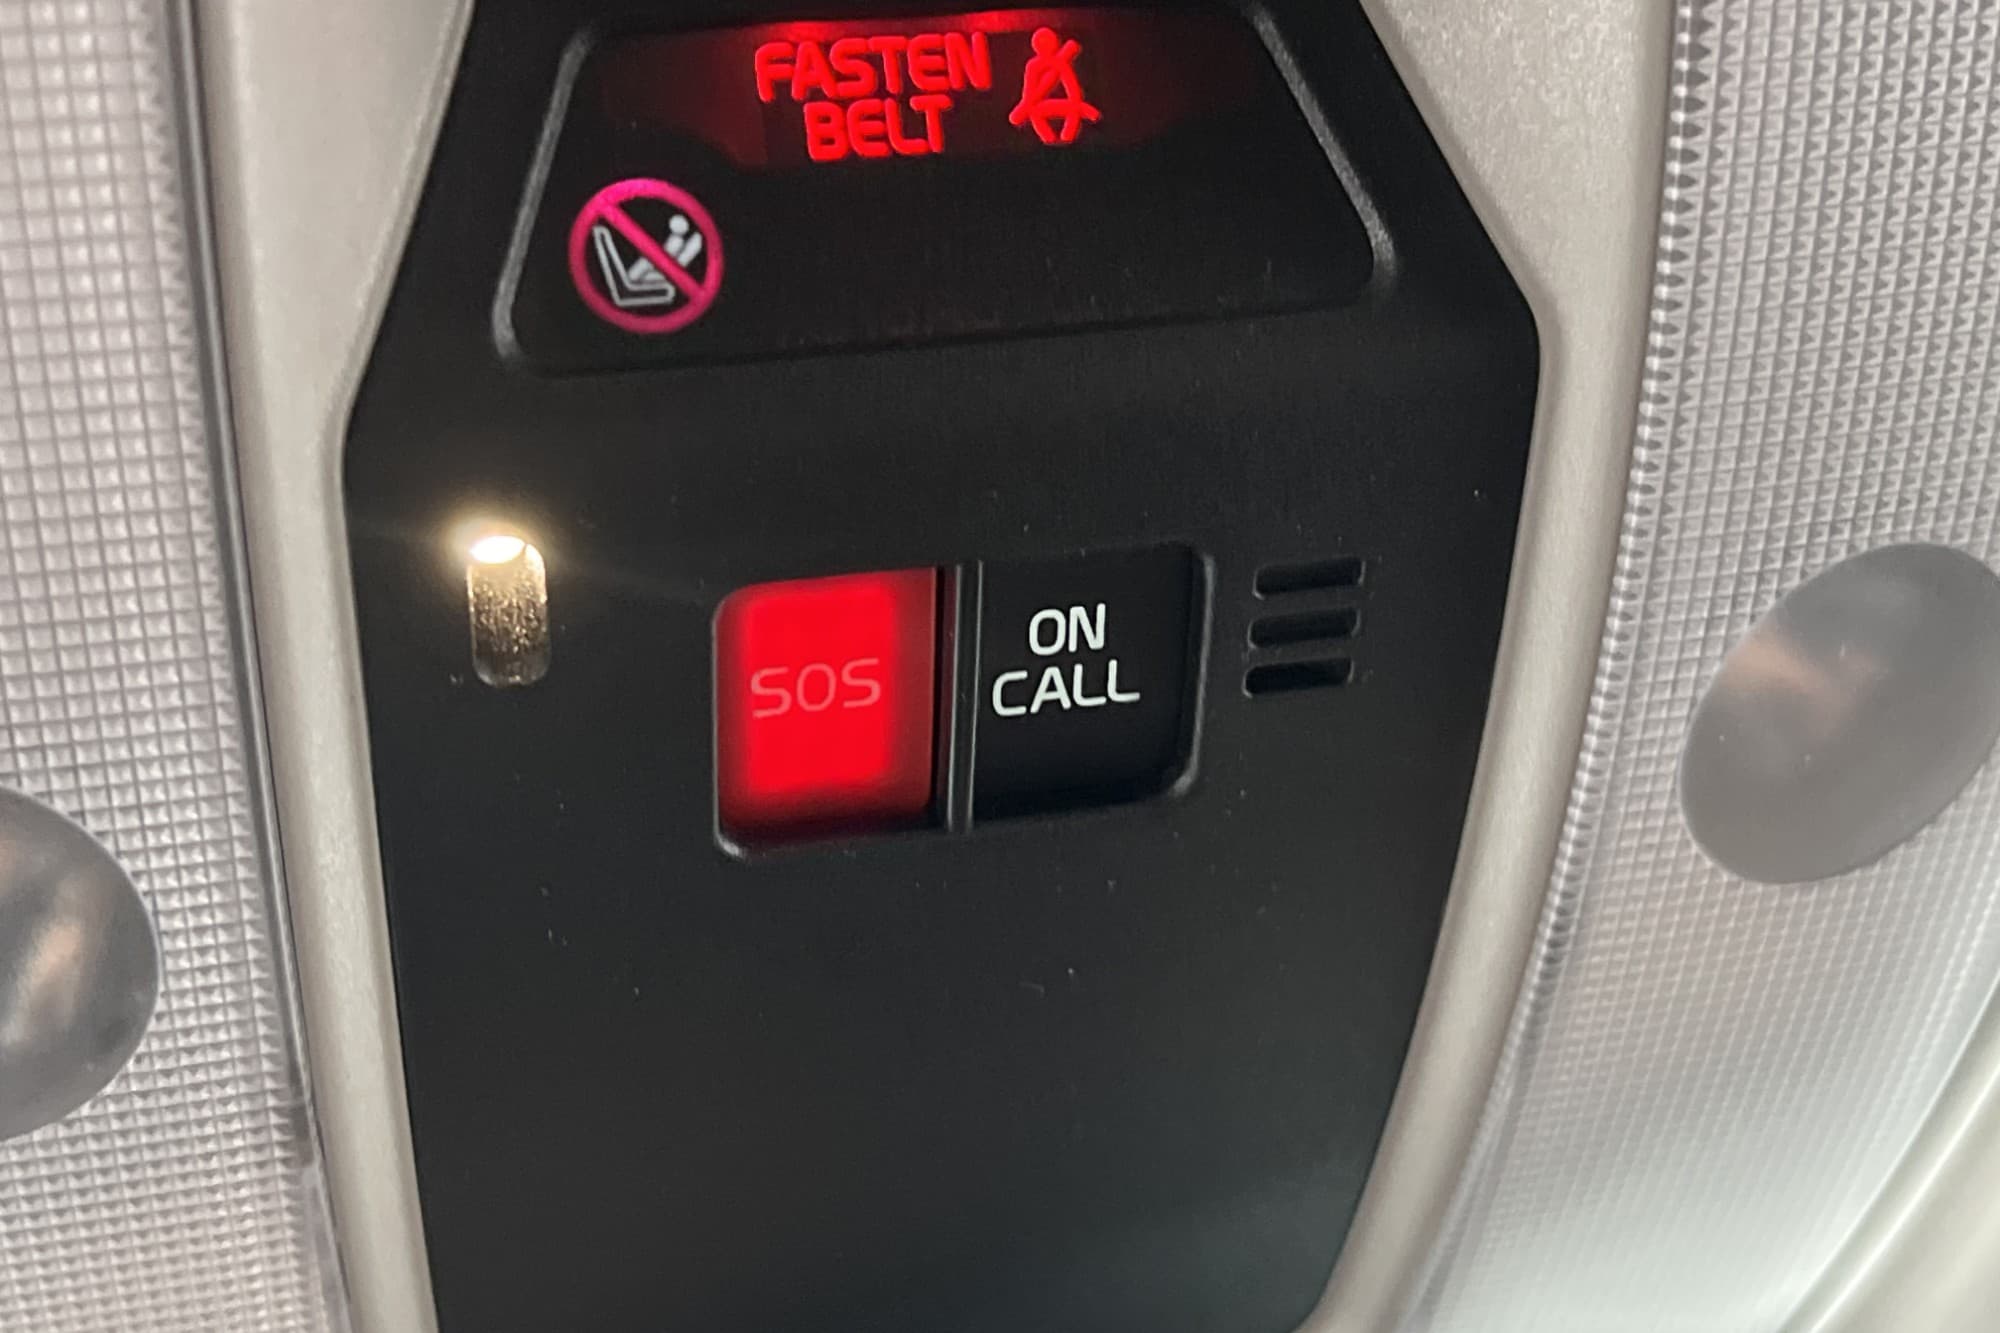 FASTEN
BELT
SOS
ON
CALL